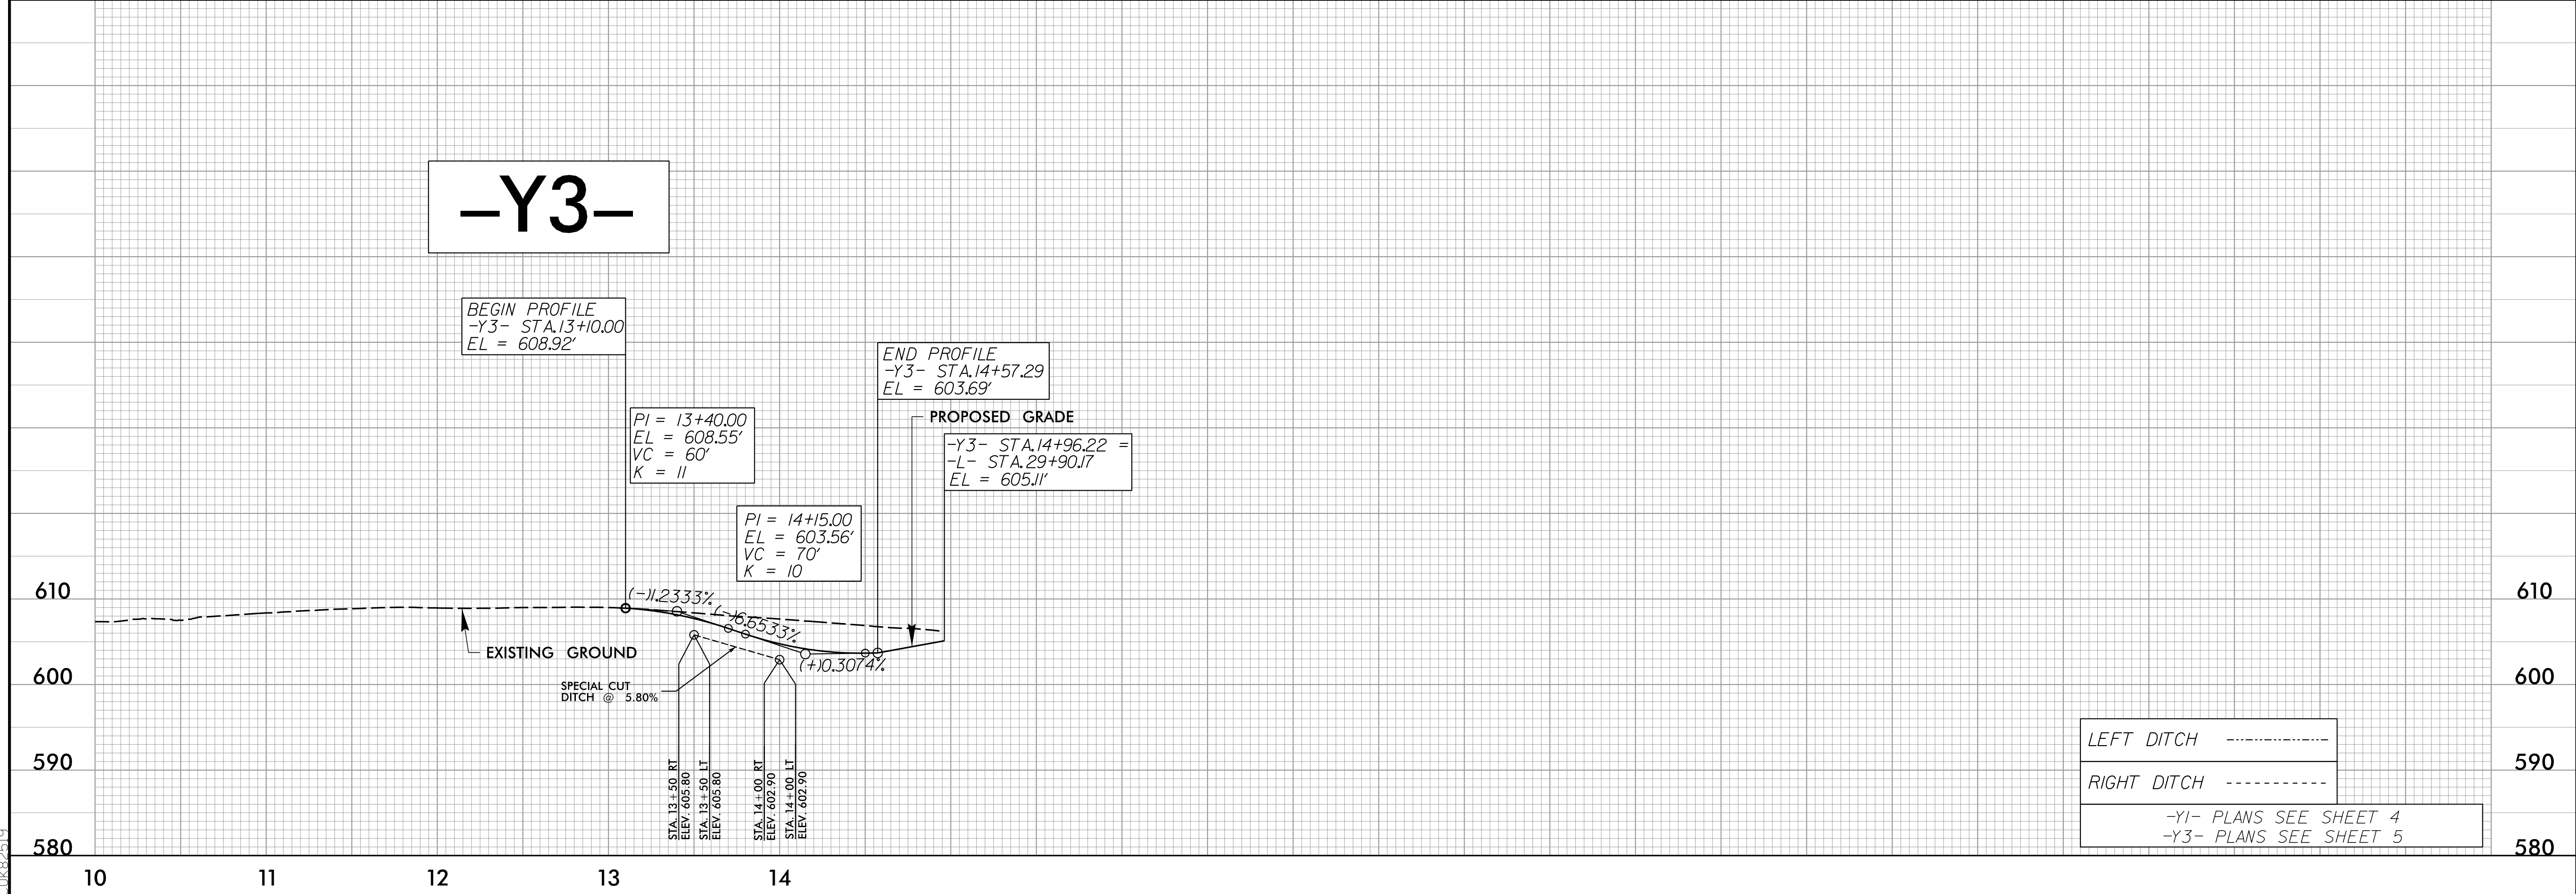 -Y3-
BEGIN PROFILE
-Y3- STA.13+10.00
EL = 608.92'
END PROFILE
-Y3- STA.14+57.29
EL = 603.69'
PROPOSED GRADE
PI = 13+40.00
EL = 608.55'
VC = 60'
K = 11
-Y3- STA.14+96.22 =
-L- STA.29+90.17
EL = 605.11'
PI = 14+15.00
EL = 603.56'
VC = 70'
K = 10
610
(-)1.2333%
(-)6.6533%
(+)0.3074%
610
EXISTING GROUND
600
SPECIAL CUT
DITCH @ 5.80%
600
590
STA. 13+50 RT
ELEV. 605.80
STA. 13+50 LT
ELEV. 605.80
STA. 14+00 RT
ELEV. 602.90
STA. 14+00 LT
ELEV. 602.90
590
LEFT DITCH
RIGHT DITCH
-Y1- PLANS SEE SHEET 4
-Y3- PLANS SEE SHEET 5
580
580
10
11
12
13
14